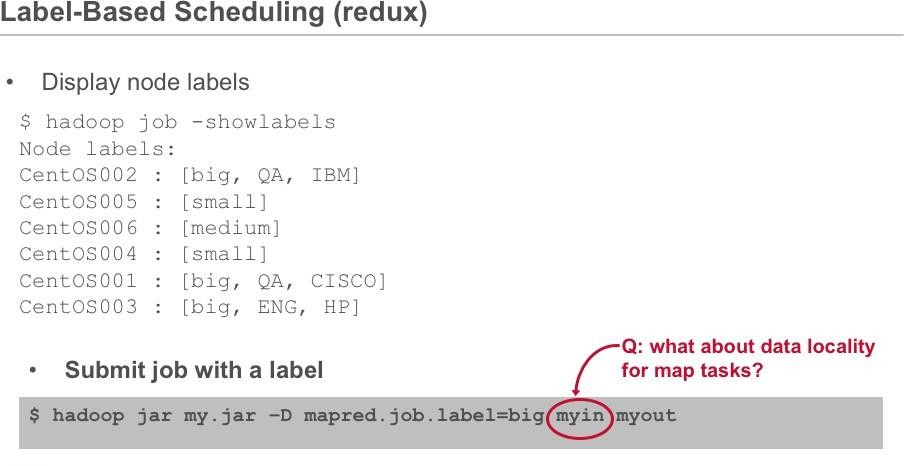 Label-Based Scheduling (redux)
• Display node labels
$ hadoop job -showlabels
Node labels:
CentOS002 : [big, QA, IBM]
CentOS005 : [small]
CentOS006 : [medium]
CentOS004 : [small]
CentOS001 : [big, QA, CISCO]
CentOS003 : [big, ENG, HP]
Q: what about data locality
for map tasks?
• Submit job with a label
$ hadoop jar my.jar –D mapred.job.label=big myin myout